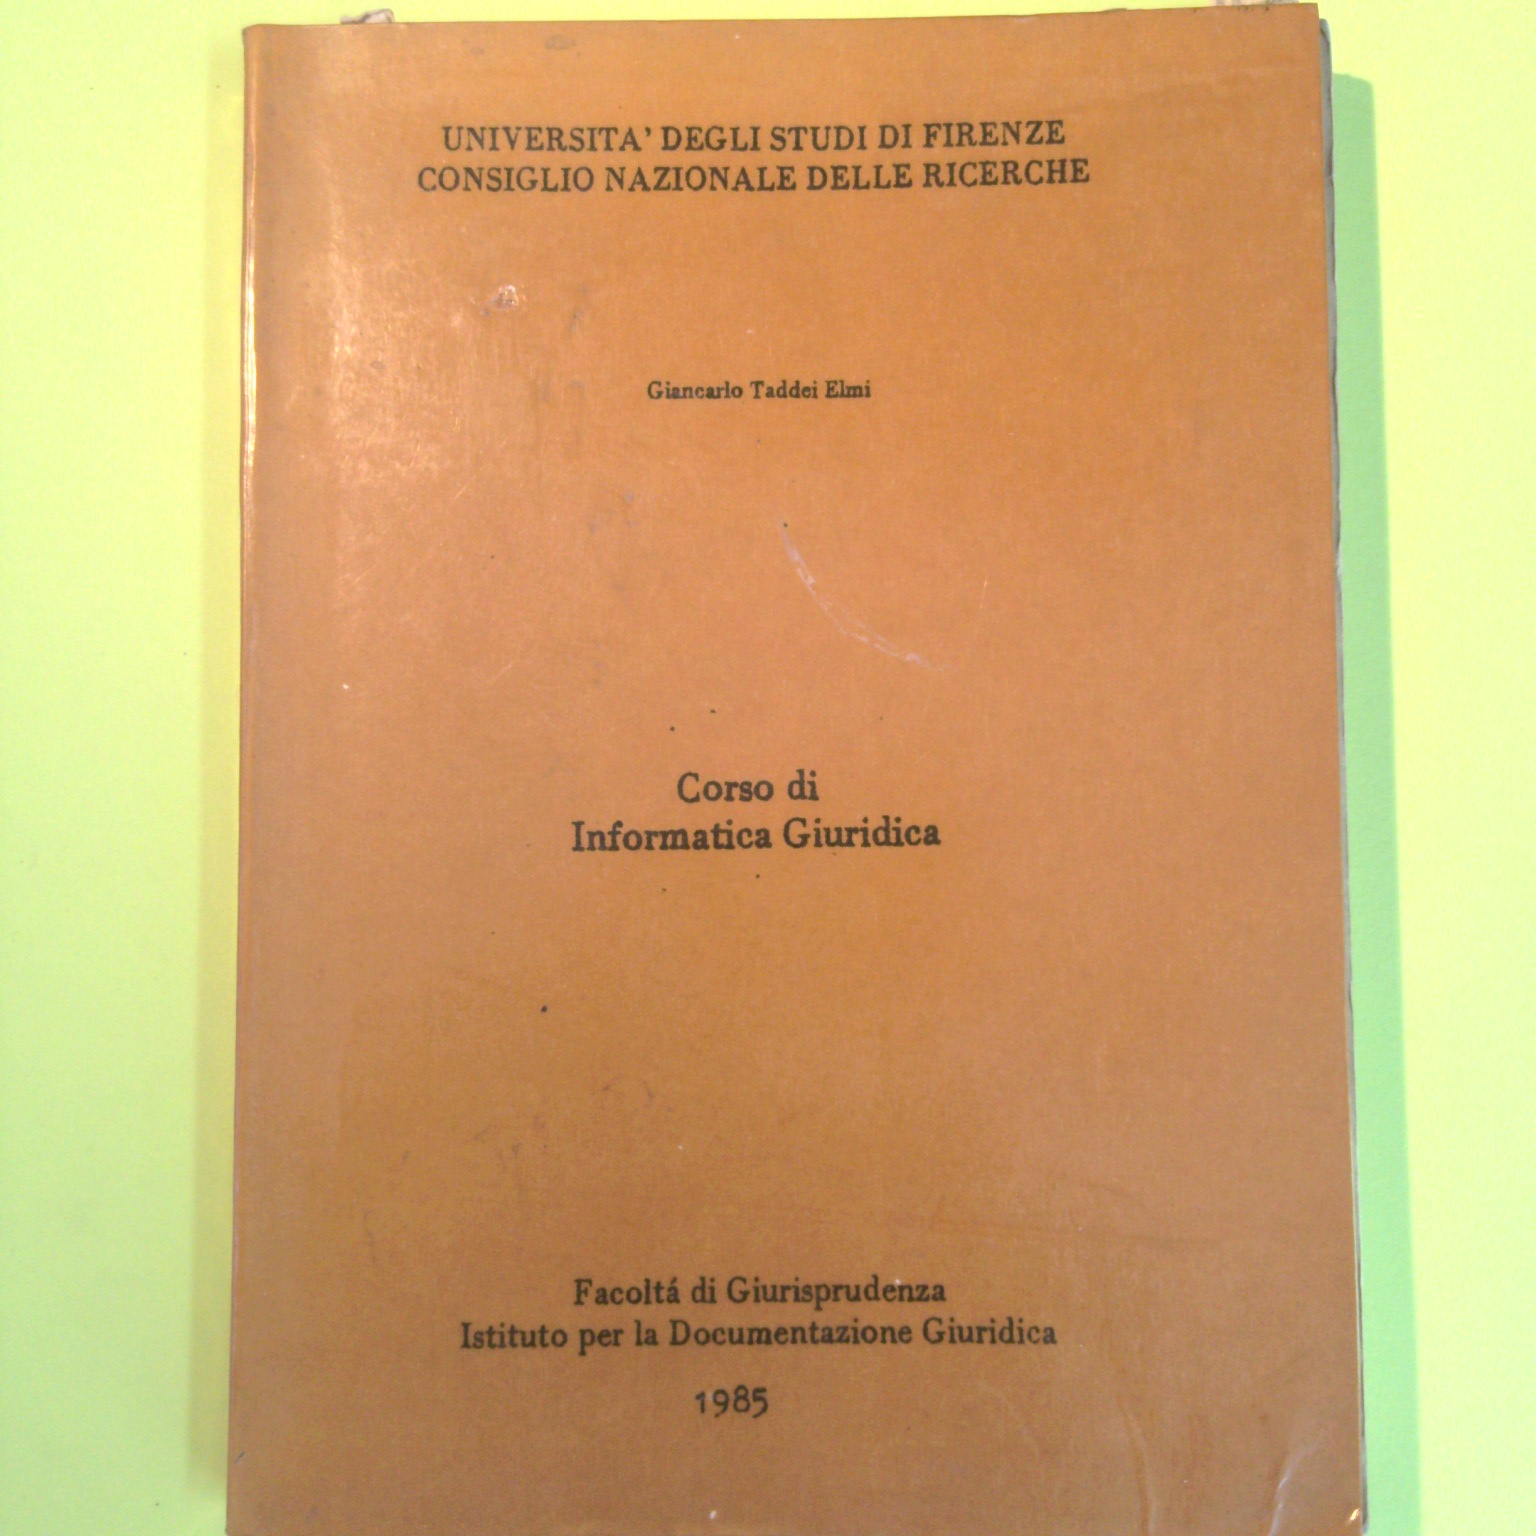 UNIVERSITA' DEGLI STUDI DI FIRENZE
CONSIGLIO NAZIONALE DELLE RICERCHE
Giancarlo Taddei Elmi
Corso di
Informatica Giuridica
Facoltá di Giurisprudenza
Istituto per la Documentazione Giuridica
1985